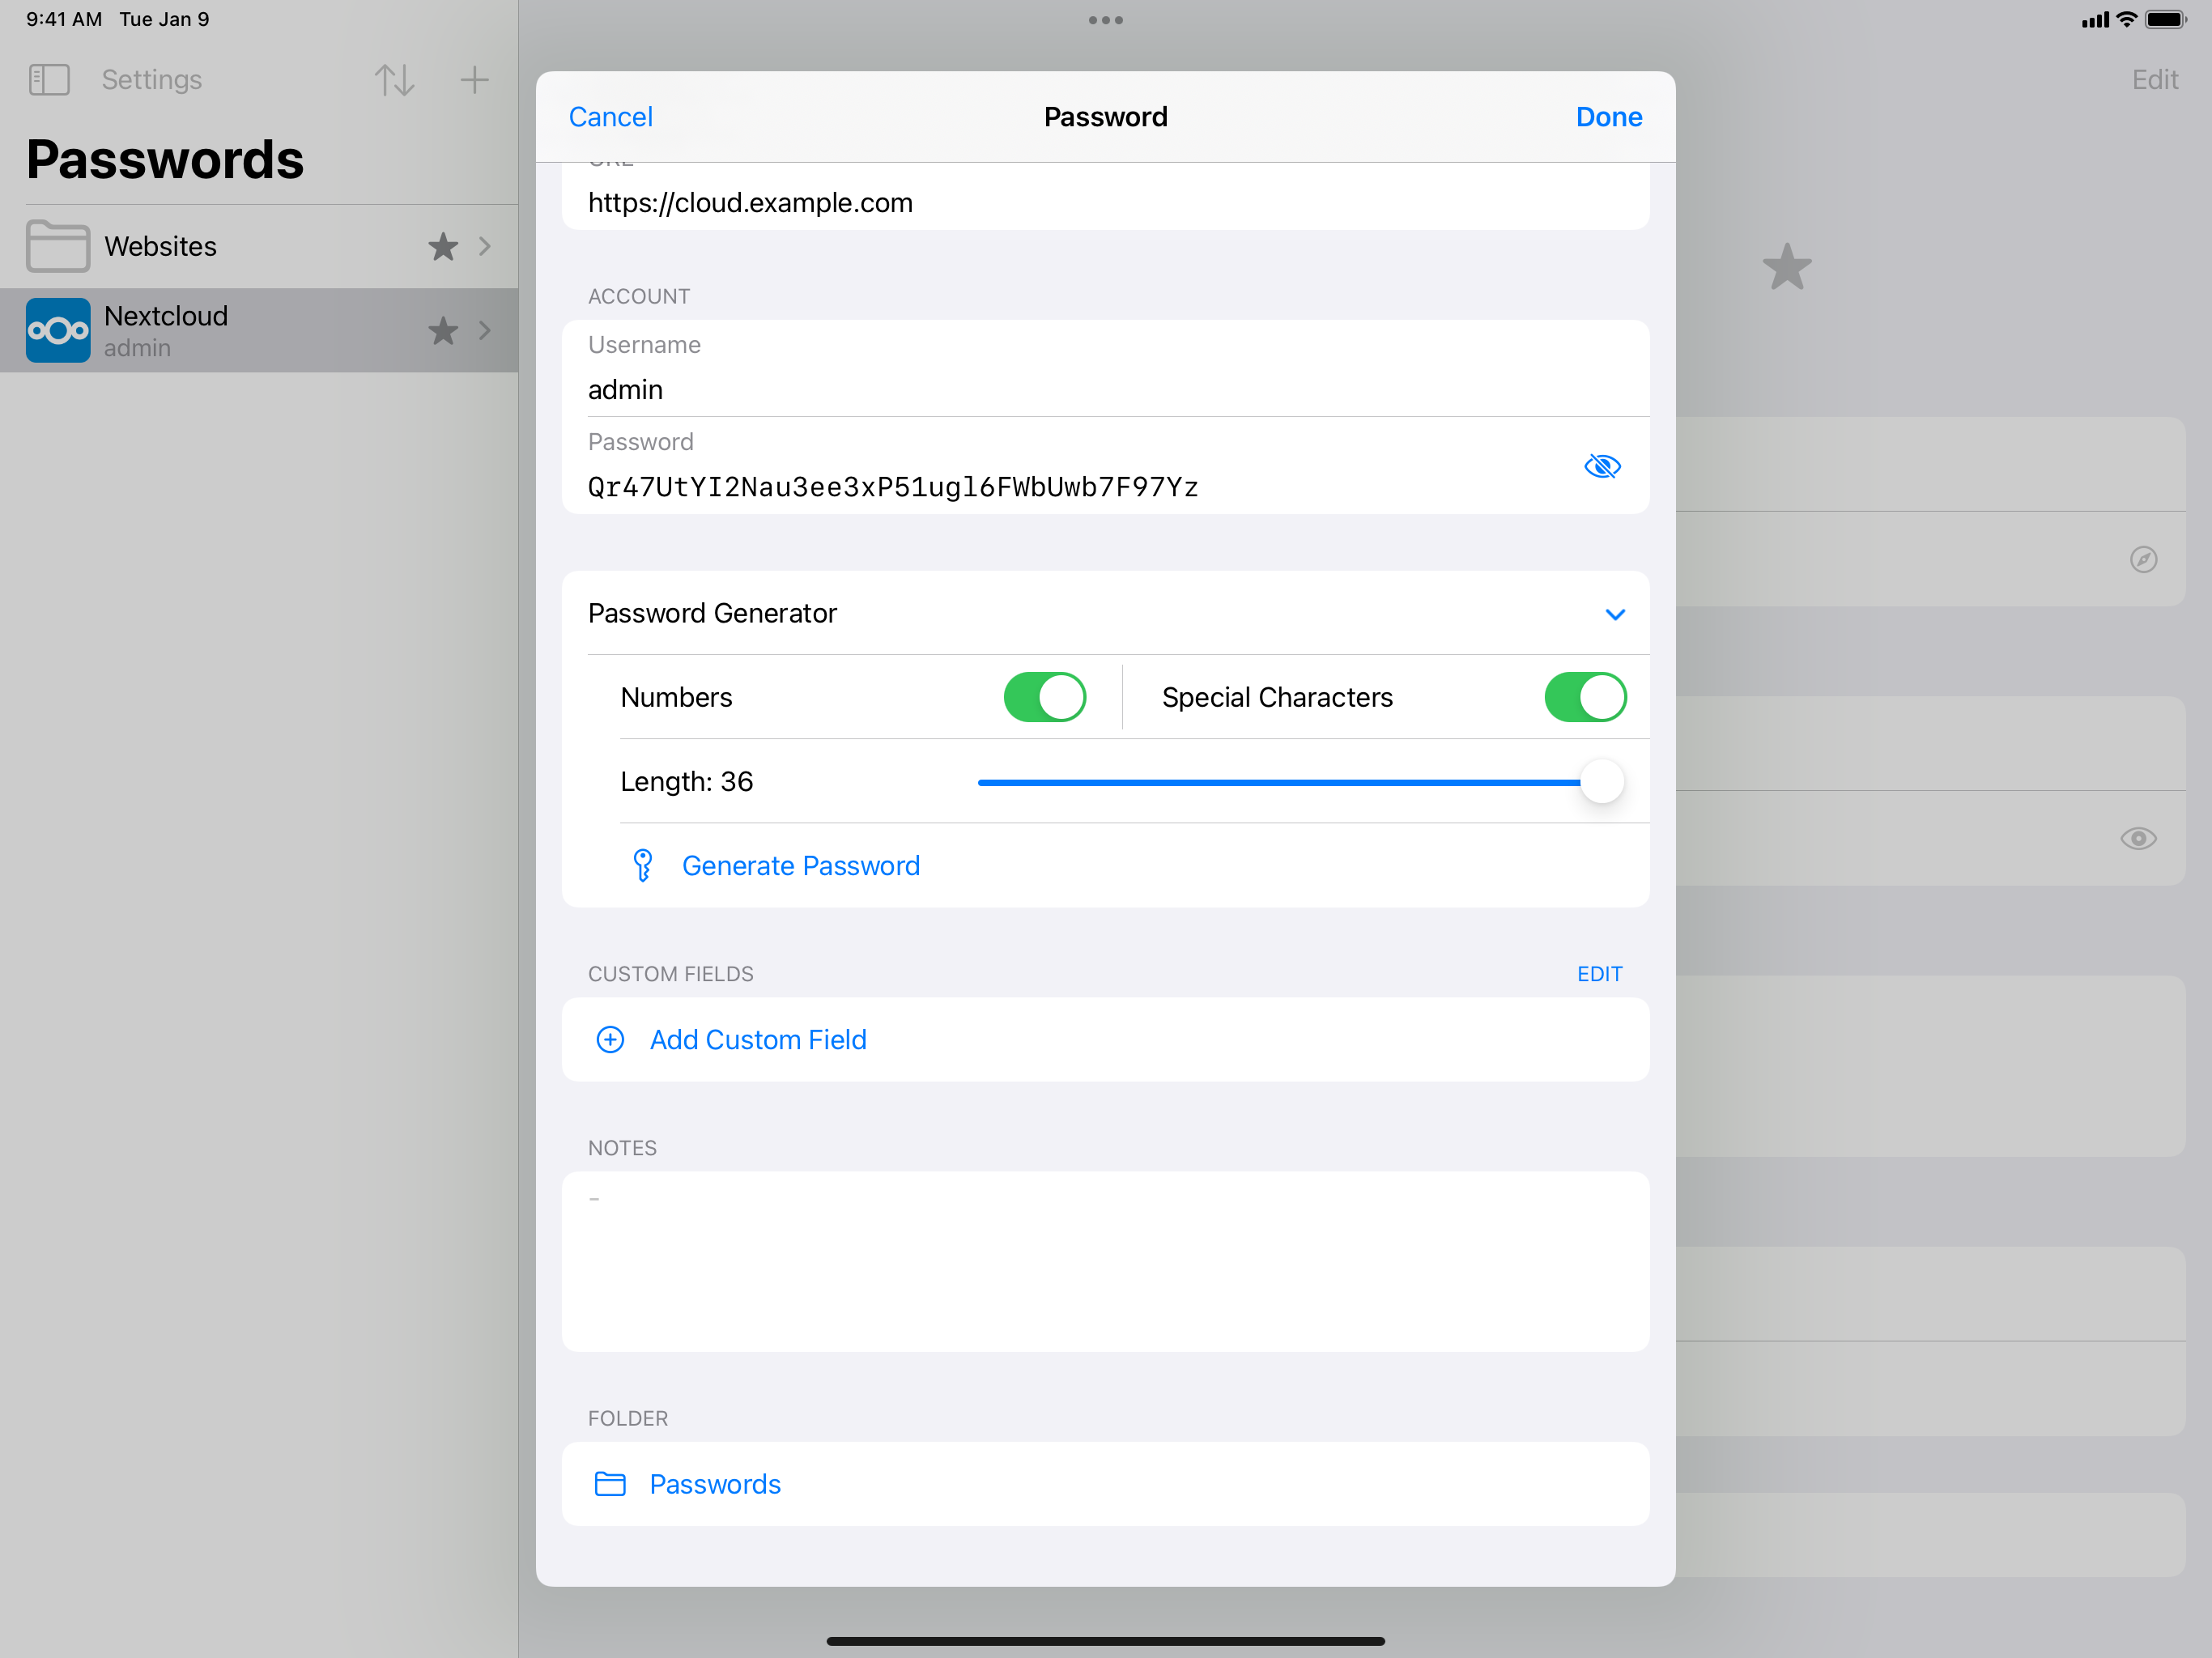 9:41 AM Tue Jan 9
Settings
Edit
Passwords
Websites
Nextcloud
admin
Cancel
Password
Done
URL
https://cloud.example.com
ACCOUNT
Username
admin
Password
Qr47UtYI2Nau3ee3xP51ugl6FWbUwb7F97Yz
Password Generator
Numbers
Special Characters
Length: 36
Generate Password
CUSTOM FIELDS
EDIT
Add Custom Field
NOTES
-
FOLDER
Passwords